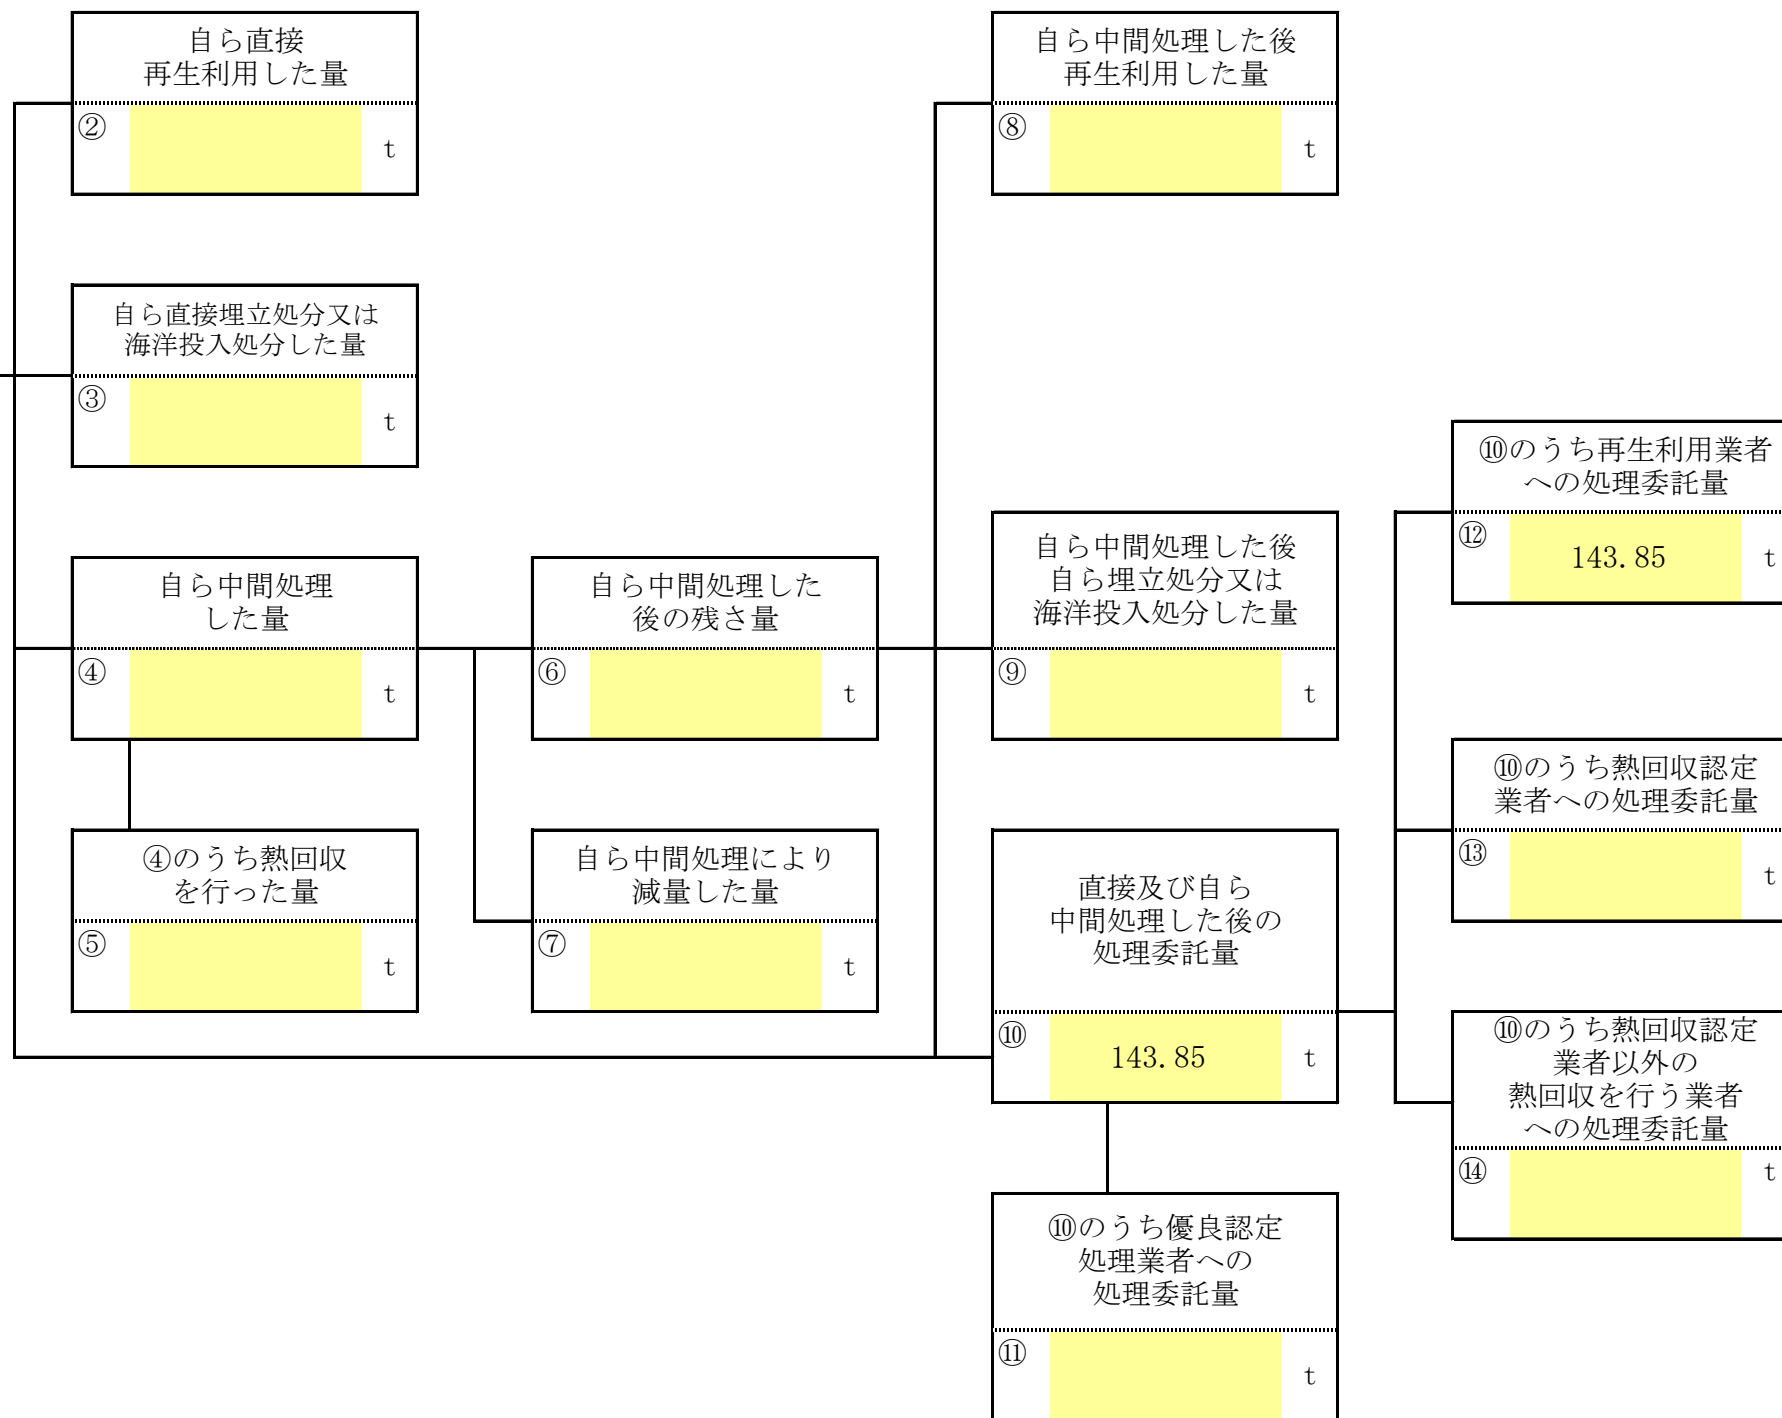 自ら直接
再生利用した量
②
t
自ら中間処理した後
再生利用した量
⑧
t
自ら直接埋立処分又は
海洋投入処分した量
③
t
⑩のうち再生利用業者
への処理委託量
⑫
143.85
t
自ら中間処理
した量
④
t
自ら中間処理した
後の残さ量
⑥
t
自ら中間処理した後
自ら埋立処分又は
海洋投入処分した量
⑨
t
⑩のうち熱回収認定
業者への処理委託量
⑬
t
④のうち熱回収
を行った量
⑤
t
自ら中間処理により
減量した量
⑦
t
直接及び自ら
中間処理した後の
処理委託量
⑩
143.85
t
⑩のうち熱回収認定
業者以外の
熱回収を行う業者
への処理委託量
⑭
t
⑩のうち優良認定
処理業者への
処理委託量
⑪
t